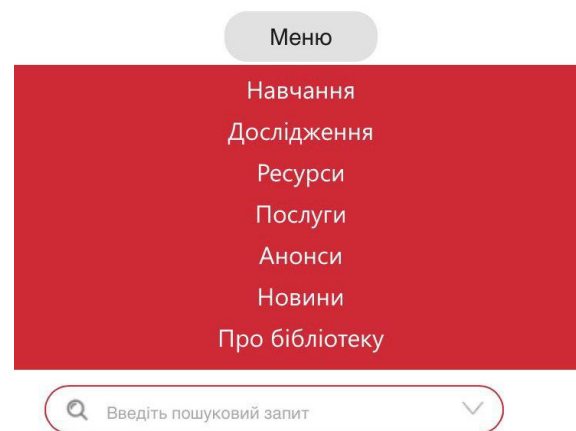 Меню
Навчання
Дослідження
Ресурси
Послуги
Анонси
Новини
Про бібліотеку
Введіть пошуковий запит